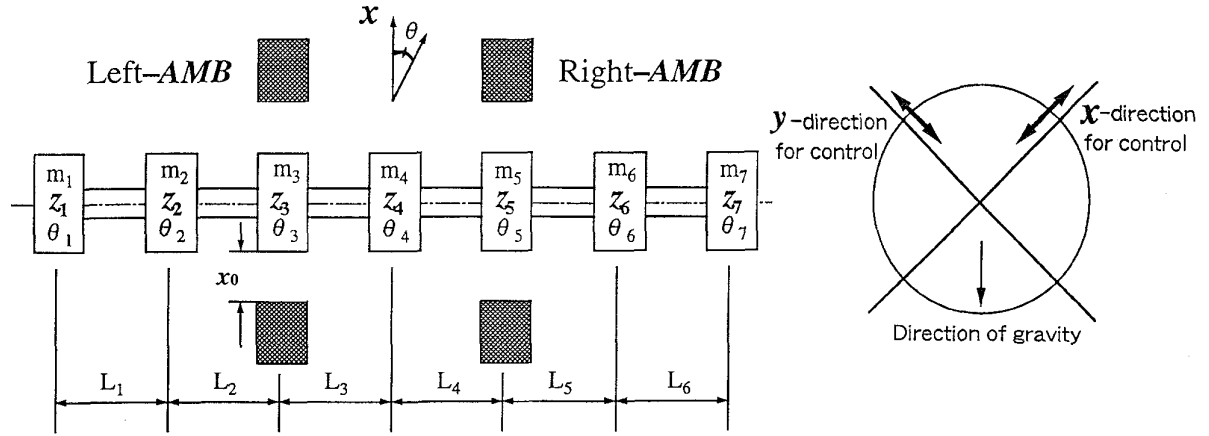 x
θ
Left–AMB
Right–AMB
y-direction
for control
x-direction
for control
m₁ m₂ m₃ m₄ m₅ m₆ m₇
z₁ z₂ z₃ z₄ z₅ z₆ z₇
θ₁ θ₂ θ₃ θ₄ θ₅ θ₆ θ₇
x₀
Direction of gravity
L₁ L₂ L₃ L₄ L₅ L₆